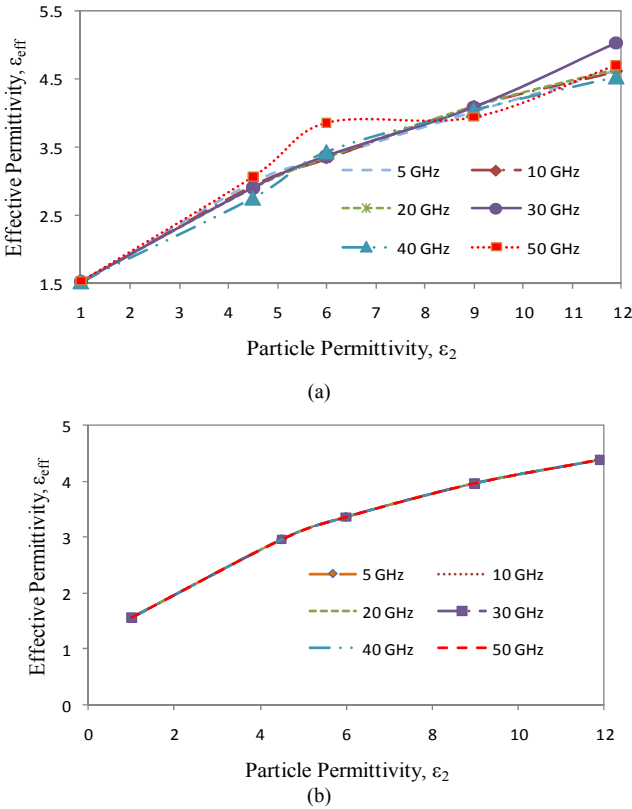 5.5
4.5
3.5
2.5
1.5
Effective Permittivity, εeff
5 GHz 10 GHz
20 GHz 30 GHz
40 GHz 50 GHz
1 2 3 4 5 6 7 8 9 10 11 12
Particle Permittivity, ε2
(a)
5
4
3
2
1
0
Effective Permittivity, εeff
5 GHz 10 GHz
20 GHz 30 GHz
40 GHz 50 GHz
0 2 4 6 8 10 12
Particle Permittivity, ε2
(b)